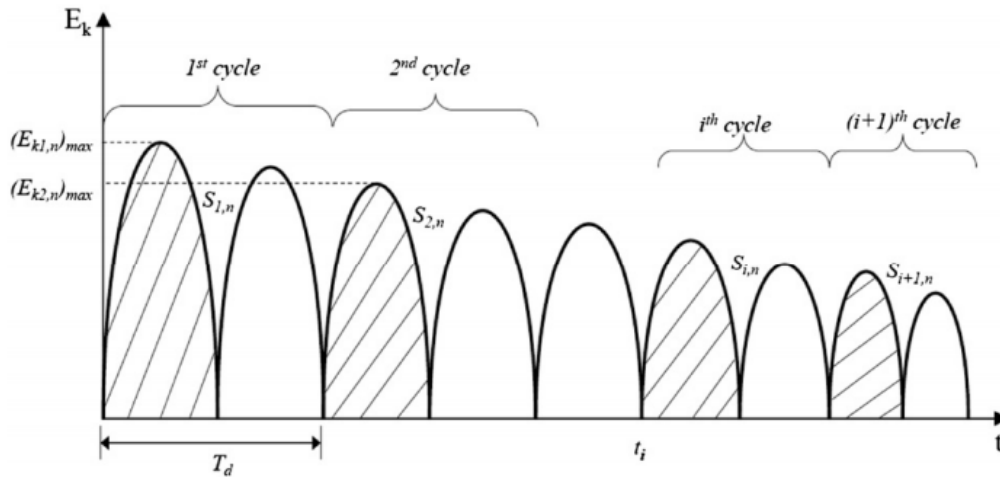 E_k
1^st cycle
2^nd cycle
i^th cycle
(i+1)^th cycle
(E_k1,n)_max
(E_k2,n)_max
S_1,n
S_2,n
S_i,n
S_i+1,n
T_d
t_i
t